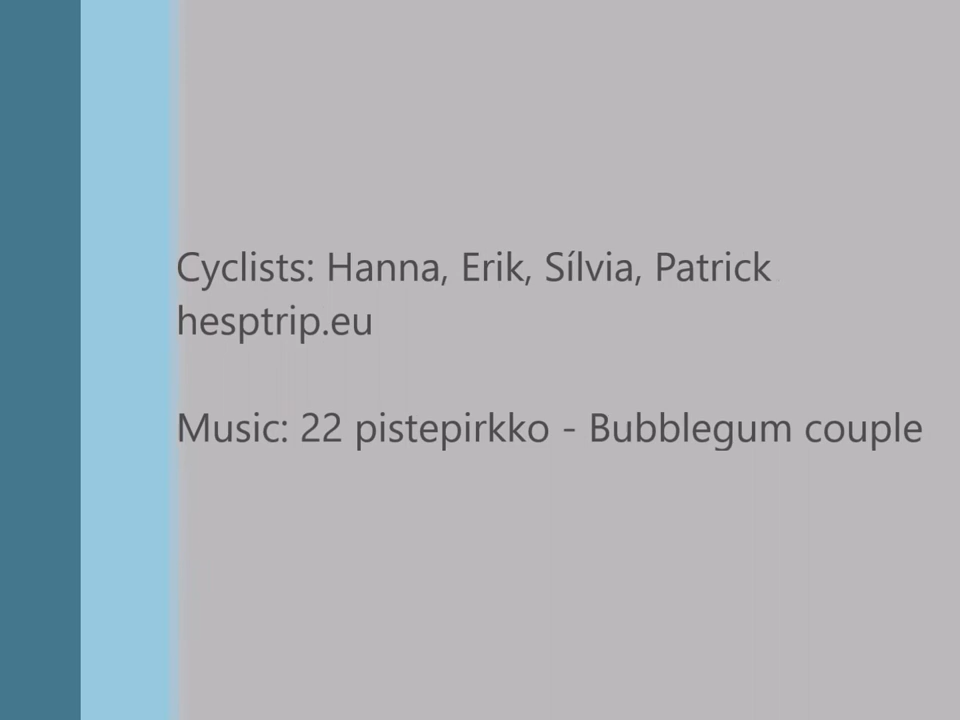 Cyclists: Hanna, Erik, Sílvia, Patrick
hesptrip.eu
Music: 22 pistepirkko - Bubblegum couple